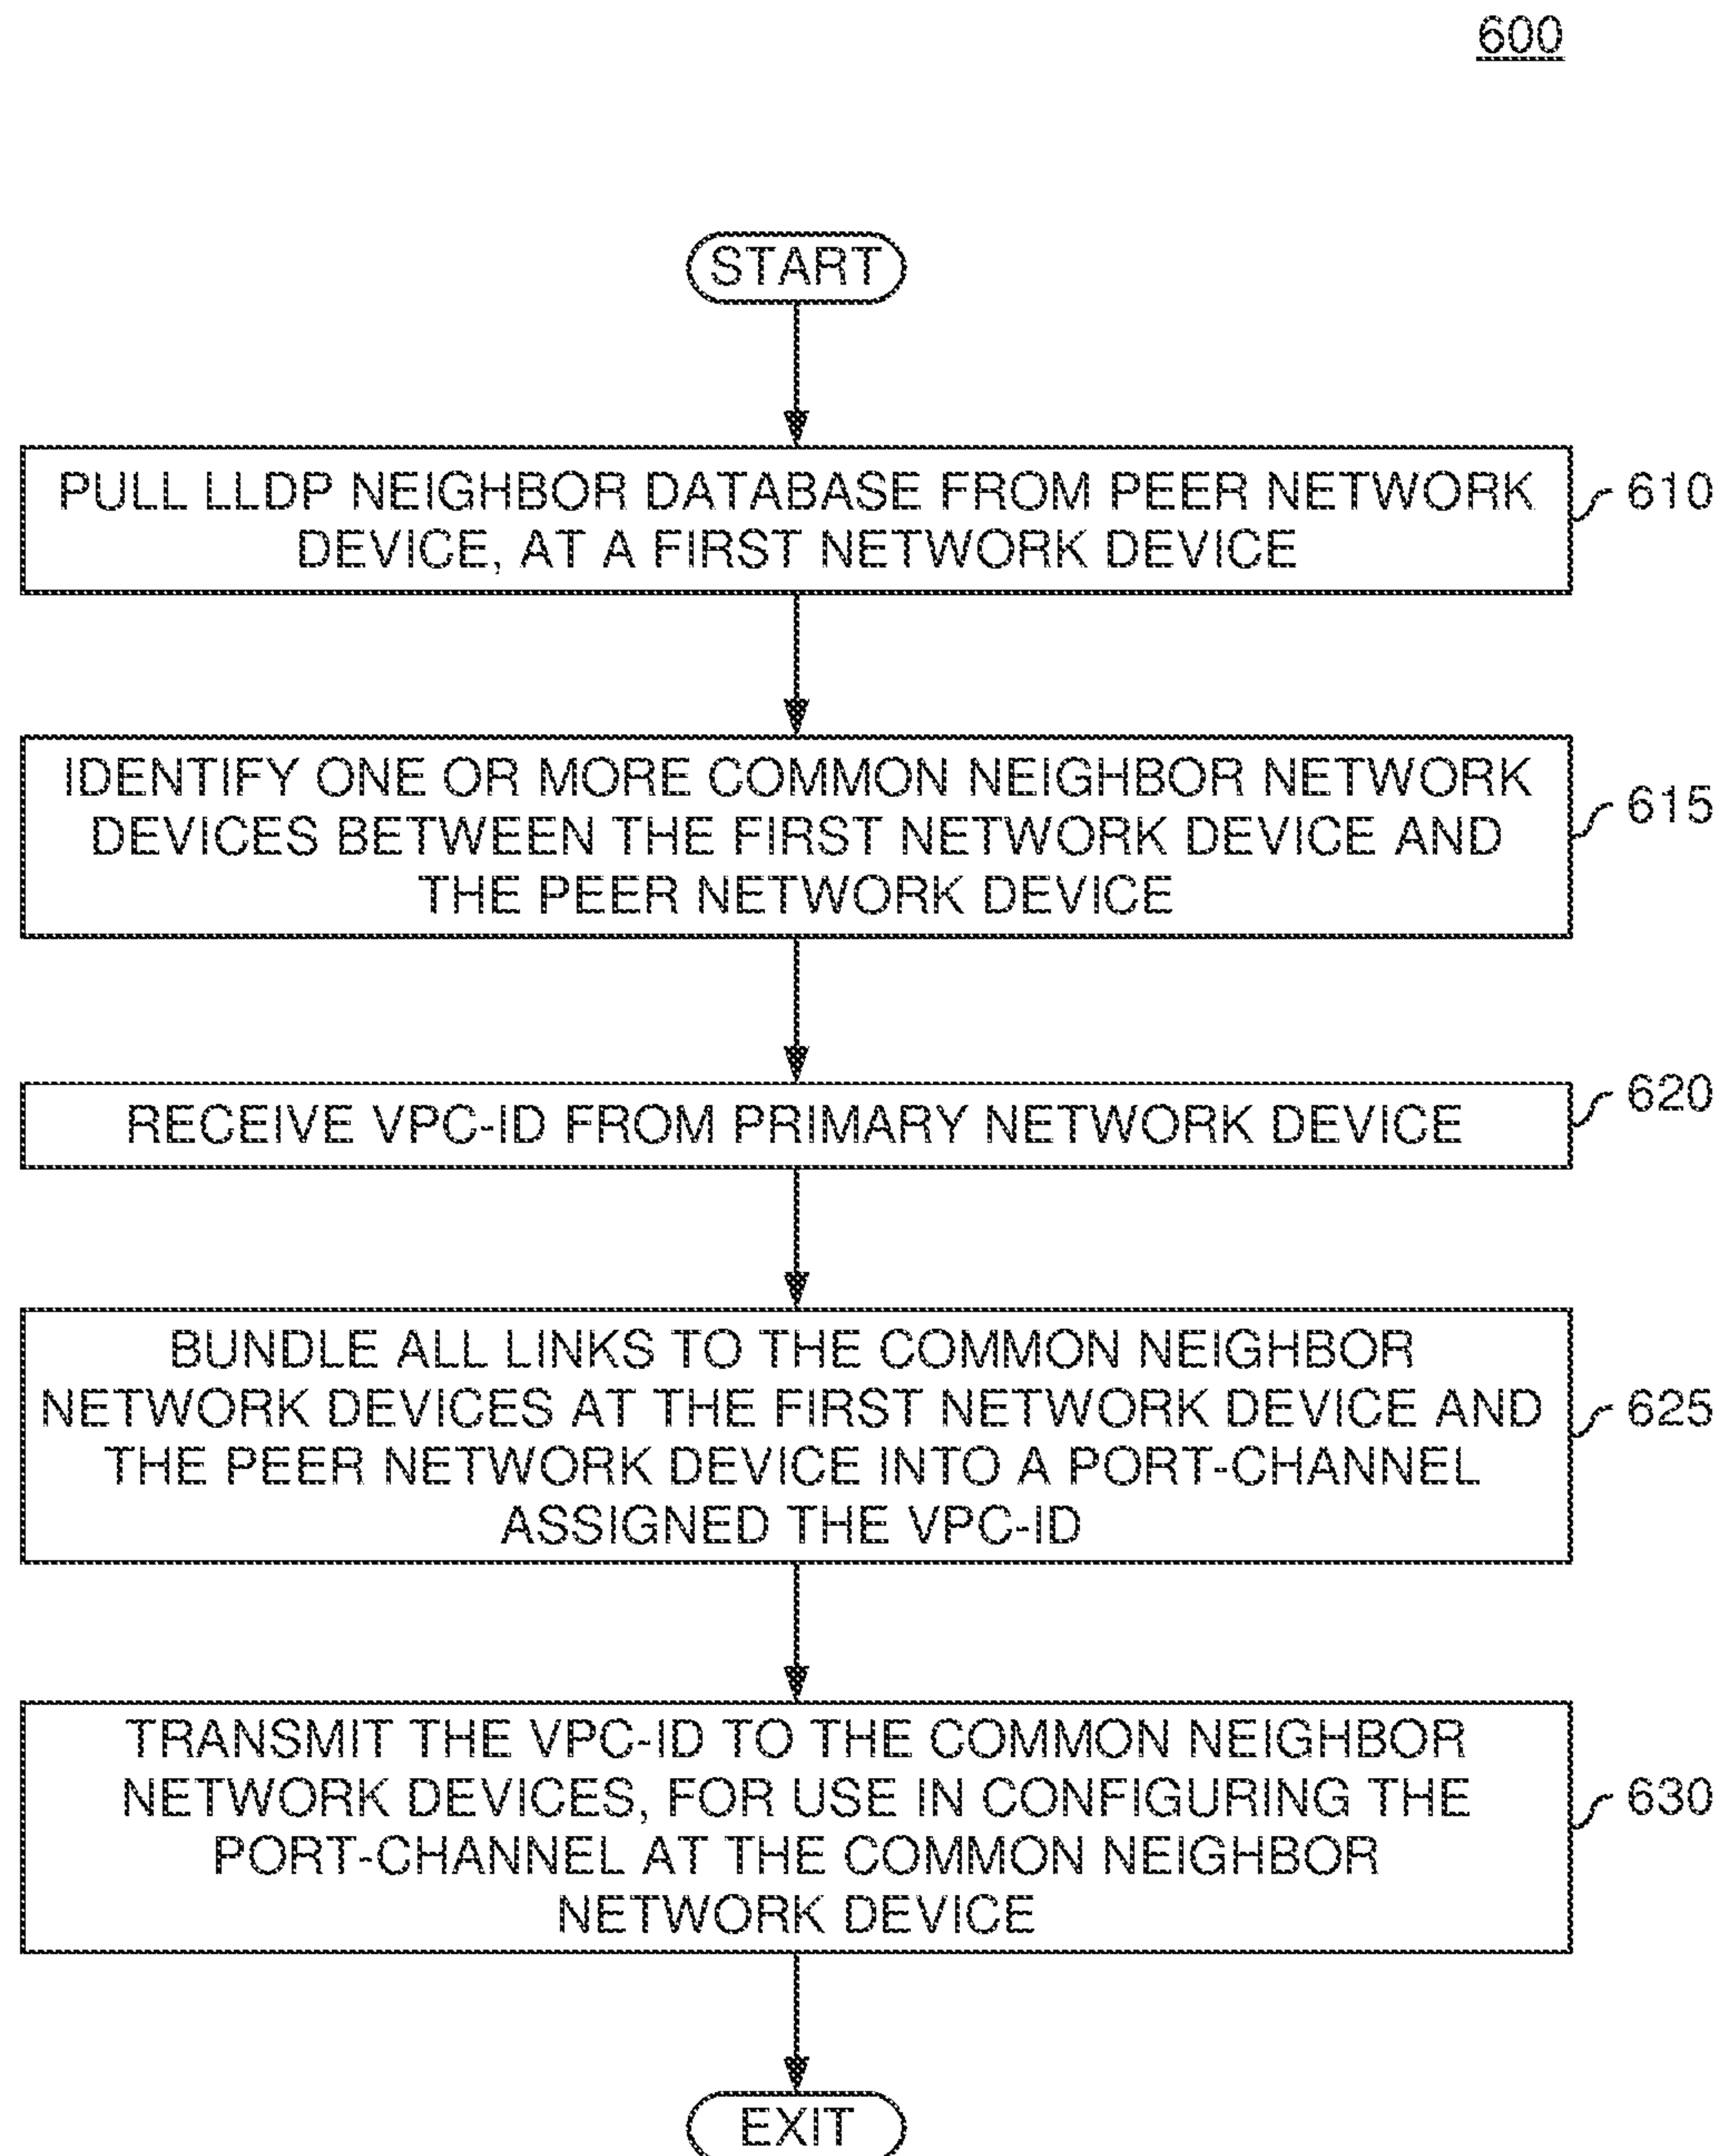 600
START
PULL LLDP NEIGHBOR DATABASE FROM PEER NETWORK
DEVICE, AT A FIRST NETWORK DEVICE
610
IDENTIFY ONE OR MORE COMMON NEIGHBOR NETWORK
DEVICES BETWEEN THE FIRST NETWORK DEVICE AND
THE PEER NETWORK DEVICE
615
RECEIVE VPC-ID FROM PRIMARY NETWORK DEVICE
620
BUNDLE ALL LINKS TO THE COMMON NEIGHBOR
NETWORK DEVICES AT THE FIRST NETWORK DEVICE AND
THE PEER NETWORK DEVICE INTO A PORT-CHANNEL
ASSIGNED THE VPC-ID
625
TRANSMIT THE VPC-ID TO THE COMMON NEIGHBOR
NETWORK DEVICES, FOR USE IN CONFIGURING THE
PORT-CHANNEL AT THE COMMON NEIGHBOR
NETWORK DEVICE
630
EXIT